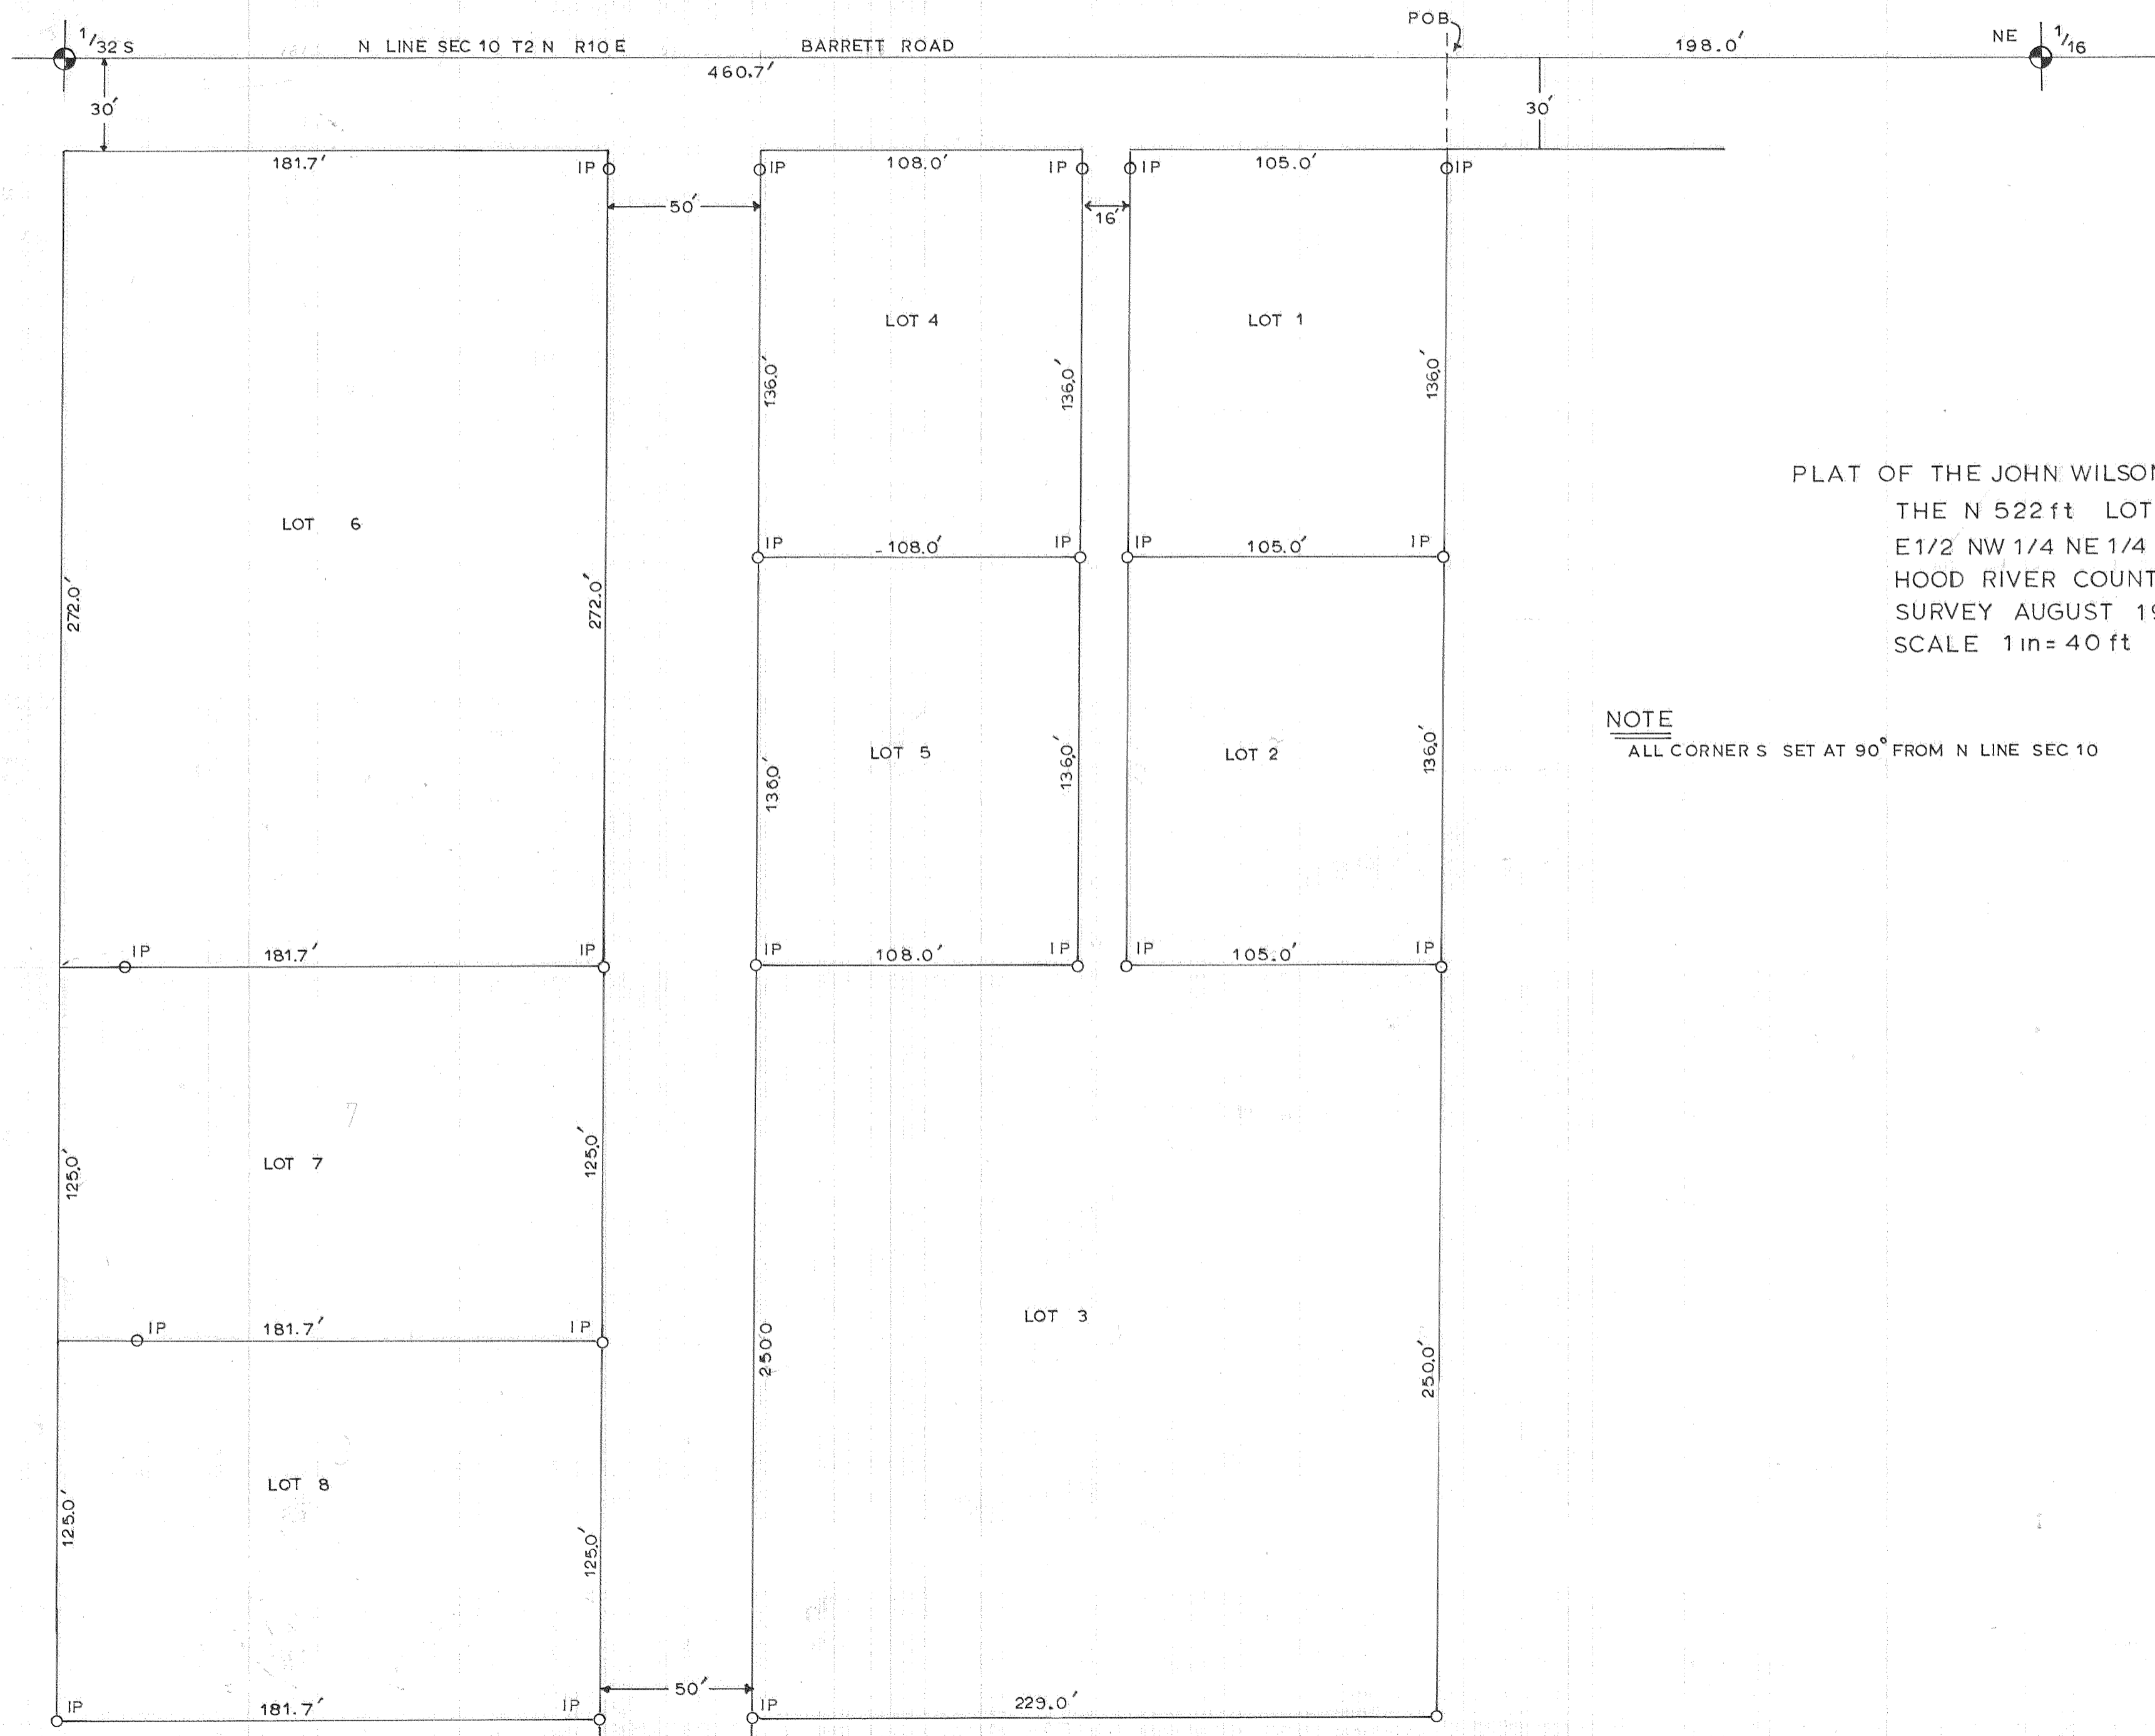 POB
1/32 S
N LINE SEC 10 T2 N R10 E
BARRETT ROAD
198.0'
NE 1/16
460.7'
30'
30'
181.7'
IP
IP
108.0'
IP
IP
105.0'
IP
50'
16'
LOT 4
LOT 1
136.0'
136.0'
136.0'
PLAT OF THE JOHN WILSON
THE N 522 ft LOT
E1/2 NW 1/4 NE 1/4
HOOD RIVER COUNT
SURVEY AUGUST 19
SCALE 1 in = 40 ft
LOT 6
IP
108.0'
IP
IP
105.0'
IP
272.0'
272.0'
NOTE
ALL CORNERS SET AT 90° FROM N LINE SEC 10
LOT 5
LOT 2
136.0'
136.0'
136.0'
IP
181.7'
IP
IP
108.0'
IP
IP
105.0'
IP
7
LOT 7
125.0'
125.0'
LOT 3
IP
181.7'
IP
250.0
250.0'
LOT 8
125.0'
125.0'
50'
IP
181.7'
IP
IP
229.0'